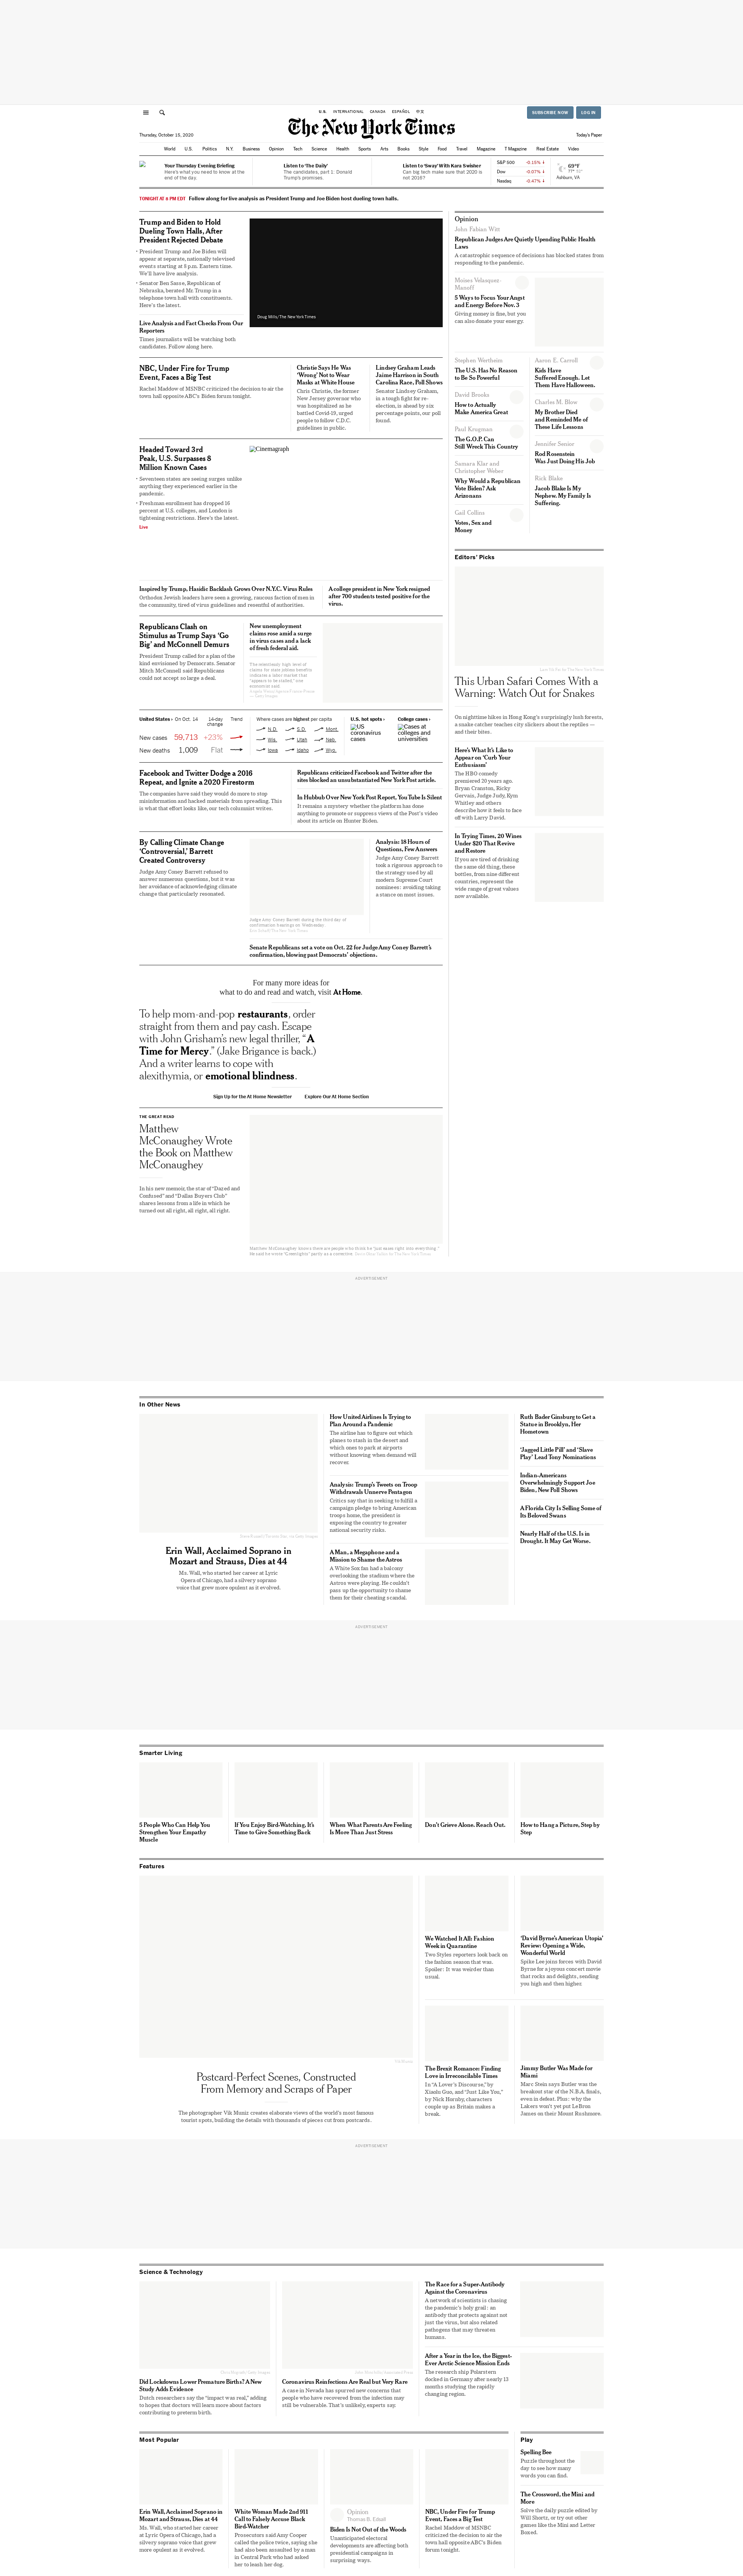 U.S. INTERNATIONAL CANADA ESPAÑOL 中文
SUBSCRIBE NOW LOG IN
The New York Times
Thursday, October 15, 2020
Today's Paper
World U.S. Politics N.Y. Business Opinion Tech Science Health Sports Arts Books Style Food Travel Magazine T Magazine Real Estate Video
Your Thursday Evening Briefing
Here's what you need to know at the
end of the day.
Listen to 'The Daily'
The candidates, part 1: Donald
Trump's promises.
Listen to 'Sway' With Kara Swisher
Can big tech make sure that 2020 is
not 2016?
S&P 500 -0.15%
Dow -0.07%
Nasdaq -0.47%
69°F
Ashburn, VA
TONIGHT AT 8 PM EDT Follow along for live analysis as President Trump and Joe Biden host dueling town halls.
Trump and Biden to Hold
Dueling Town Halls, After
President Rejected Debate
President Trump and Joe Biden will
appear at separate, nationally televised
events starting at 8 p.m. Eastern time.
We'll have live analysis.
Senator Ben Sasse, Republican of
Nebraska, berated Mr. Trump in a
telephone town hall with constituents.
Here's the latest.
Live Analysis and Fact Checks From Our
Reporters
Times journalists will be watching both
candidates. Follow along here.
Doug Mills/The New York Times
NBC, Under Fire for Trump
Event, Faces a Big Test
Rachel Maddow of MSNBC criticized the decision to air the
town hall opposite ABC's Biden forum tonight.
Christie Says He Was
'Wrong' Not to Wear
Masks at White House
Chris Christie, the former
New Jersey governor who
was hospitalized as he
battled Covid-19, urged
people to follow C.D.C.
guidelines in public.
Lindsey Graham Leads
Jaime Harrison in South
Carolina Race, Poll Shows
Senator Lindsey Graham,
in a tough fight for re-
election, is ahead by six
percentage points, our poll
found.
Headed Toward 3rd
Peak, U.S. Surpasses 8
Million Known Cases
Seventeen states are seeing surges unlike
anything they experienced earlier in the
pandemic.
Freshman enrollment has dropped 16
percent at U.S. colleges, and London is
tightening restrictions. Here's the latest.
Live
Cinemagraph
Inspired by Trump, Hasidic Backlash Grows Over N.Y.C. Virus Rules
Orthodox Jewish leaders have seen a growing, raucous faction of men in
the community, tired of virus guidelines and resentful of authorities.
A college president in New York resigned
after 700 students tested positive for the
virus.
Republicans Clash on
Stimulus as Trump Says 'Go
Big' and McConnell Demurs
President Trump called for a plan of the
kind envisioned by Democrats. Senator
Mitch McConnell said Republicans
could not accept so large a deal.
New unemployment
claims rose amid a surge
in virus cases and a lack
of fresh federal aid.
The relentlessly high level of
claims for state jobless benefits
indicates a labor market that
"appears to be stalled," one
economist said.
United States › On Oct. 14 14-day
change Trend
New cases 59,713 +23%
New deaths 1,009 Flat
Where cases are highest per capita
N.D. S.D. Mont.
Wis. Utah Neb.
Iowa Idaho Wyo.
U.S. hot spots ›
US
coronavirus
cases
College cases ›
Cases at
colleges and
universities
Facebook and Twitter Dodge a 2016
Repeat, and Ignite a 2020 Firestorm
The companies have said they would do more to stop
misinformation and hacked materials from spreading. This
is what that effort looks like, our tech columnist writes.
Republicans criticized Facebook and Twitter after the
sites blocked an unsubstantiated New York Post article.
In Hubbub Over New York Post Report, YouTube Is Silent
It remains a mystery whether the platform has done
anything to promote or suppress views of the Post's video
about its article on Hunter Biden.
By Calling Climate Change
'Controversial,' Barrett
Created Controversy
Judge Amy Coney Barrett refused to
answer numerous questions, but it was
her avoidance of acknowledging climate
change that particularly resonated.
Judge Amy Coney Barrett during the third day of
confirmation hearings on Wednesday.
Analysis: 18 Hours of
Questions, Few Answers
Judge Amy Coney Barrett
took a rigorous approach to
the strategy used by all
modern Supreme Court
nominees: avoiding taking
a stance on most issues.
Senate Republicans set a vote on Oct. 22 for Judge Amy Coney Barrett's
confirmation, blowing past Democrats' objections.
For many more ideas for
what to do and read and watch, visit At Home.
To help mom-and-pop restaurants, order
straight from them and pay cash. Escape
with John Grisham's new legal thriller, "A
Time for Mercy." (Jake Brigance is back.)
And a writer learns to cope with
alexithymia, or emotional blindness.
Sign Up for the At Home Newsletter Explore Our At Home Section
THE GREAT READ
Matthew
McConaughey Wrote
the Book on Matthew
McConaughey
In his new memoir, the star of "Dazed and
Confused" and "Dallas Buyers Club"
shares lessons from a life in which he
turned out all right, all right, all right.
Matthew McConaughey knows there are people who think he "just eases right into everything."
He said he wrote "Greenlights" partly as a corrective.
Opinion
John Fabian Witt
Republican Judges Are Quietly Upending Public Health
Laws
A catastrophic sequence of decisions has blocked states from
responding to the pandemic.
Moises Velasquez-
Manoff
5 Ways to Focus Your Angst
and Energy Before Nov. 3
Giving money is fine, but you
can also donate your energy.
Stephen Wertheim
The U.S. Has No Reason
to Be So Powerful
David Brooks
How to Actually
Make America Great
Paul Krugman
The G.O.P. Can
Still Wreck This Country
Sumara Klar and
Christopher Weber
Why Would a Republican
Vote Biden? Ask
Arizonans
Gail Collins
Votes, Sex and
Money
Aaron E. Carroll
Kids Have
Suffered Enough. Let
Them Have Halloween.
Charles M. Blow
My Brother Died
and Reminded Me of
These Life Lessons
Jennifer Senior
Rod Rosenstein
Was Just Doing His Job
Rick Blake
Jacob Blake Is My
Nephew. My Family Is
Suffering.
Editors' Picks
This Urban Safari Comes With a
Warning: Watch Out for Snakes
On nighttime hikes in Hong Kong's surprisingly lush forests,
a snake catcher teaches city slickers about the reptiles —
and their bites.
Here's What It's Like to
Appear on 'Curb Your
Enthusiasm'
The HBO comedy
premiered 20 years ago.
Bryan Cranston, Ricky
Gervais, Judge Judy, Kym
Whitley and others
describe how it feels to face
off with Larry David.
In Trying Times, 20 Wines
Under $20 That Revive
and Restore
If you are tired of drinking
the same old thing, these
bottles, from nine different
countries, represent the
wide range of great values
now available.
ADVERTISEMENT
In Other News
Erin Wall, Acclaimed Soprano in
Mozart and Strauss, Dies at 44
Ms. Wall, who started her career at Lyric
Opera of Chicago, had a silvery soprano
voice that grew more opulent as it evolved.
How United Airlines Is Trying to
Plan Around a Pandemic
The airline has to figure out which
planes to stash in the desert and
which ones to park at airports
without knowing when demand will
recover.
Analysis: Trump's Tweets on Troop
Withdrawals Unnerve Pentagon
Critics say that in seeking to fulfill a
campaign pledge to bring American
troops home, the president is
exposing the country to greater
national security risks.
A Man, a Megaphone and a
Mission to Shame the Astros
A White Sox fan had a balcony
overlooking the stadium where the
Astros were playing. He couldn't
pass up the opportunity to shame
them for their cheating scandal.
Ruth Bader Ginsburg to Get a
Statue in Brooklyn, Her
Hometown
'Jagged Little Pill' and 'Slave
Play' Lead Tony Nominations
Indian-Americans
Overwhelmingly Support Joe
Biden, New Poll Shows
A Florida City Is Selling Some of
Its Beloved Swans
Nearly Half of the U.S. Is in
Drought. It May Get Worse.
ADVERTISEMENT
Smarter Living
5 People Who Can Help You
Strengthen Your Empathy
Muscle
If You Enjoy Bird-Watching, It's
Time to Give Something Back
When What Parents Are Feeling
Is More Than Just Stress
Don't Grieve Alone. Reach Out.
How to Hang a Picture, Step by
Step
Features
Postcard-Perfect Scenes, Constructed
From Memory and Scraps of Paper
The photographer Vik Muniz creates elaborate views of the world's most famous
tourist spots, building the details with thousands of pieces cut from postcards.
We Watched It All: Fashion
Week in Quarantine
Two Styles reporters look back on
the fashion season that was.
Spoiler: It was weirder than
usual.
'David Byrne's American Utopia'
Review: Opening a Wide,
Wonderful World
Spike Lee joins forces with David
Byrne for a joyous concert movie
that rocks and delights, sending
you high and then higher.
The Brexit Romance: Finding
Love in Irreconcilable Times
In "A Lover's Discourse," by
Xiaolu Guo, and "Just Like You,"
by Nick Hornby, characters
couple up as Britain makes a
break.
Jimmy Butler Was Made for
Miami
Marc Stein says Butler was the
breakout star of the N.B.A. finals,
even in defeat. Plus: why the
Lakers won't yet put LeBron
James on their Mount Rushmore.
ADVERTISEMENT
Science & Technology
Did Lockdowns Lower Premature Births? A New
Study Adds Evidence
Dutch researchers say the "impact was real," adding
to hopes that doctors will learn more about factors
contributing to preterm birth.
Coronavirus Reinfections Are Real but Very Rare
A case in Nevada has spurred new concerns that
people who have recovered from the infection may
still be vulnerable. That's unlikely, experts say.
The Race for a Super-Antibody
Against the Coronavirus
A network of scientists is chasing
the pandemic's holy grail: an
antibody that protects against not
just the virus, but also related
pathogens that may threaten
humans.
After a Year in the Ice, the Biggest-
Ever Arctic Science Mission Ends
The research ship Polarstern
docked in Germany after nearly 13
months studying the rapidly
changing region.
Most Popular
Erin Wall, Acclaimed Soprano in
Mozart and Strauss, Dies at 44
Ms. Wall, who started her career
at Lyric Opera of Chicago, had a
silvery soprano voice that grew
more opulent as it evolved.
White Woman Made 2nd 911
Call to Falsely Accuse Black
Bird-Watcher
Prosecutors said Amy Cooper
called the police twice, saying she
had also been assaulted by a man
in Central Park who had asked
her to leash her dog.
Opinion
Thomas B. Edsall
Biden Is Not Out of the Woods
Unanticipated electoral
developments are affecting both
presidential campaigns in
surprising ways.
NBC, Under Fire for Trump
Event, Faces a Big Test
Rachel Maddow of MSNBC
criticized the decision to air the
town hall opposite ABC's Biden
forum tonight.
Play
Spelling Bee
Puzzle throughout the
day to see how many
words you can find.
The Crossword, the Mini and
More
Solve the daily puzzle edited by
Will Shortz, or try out other
games like the Mini and Letter
Boxed.